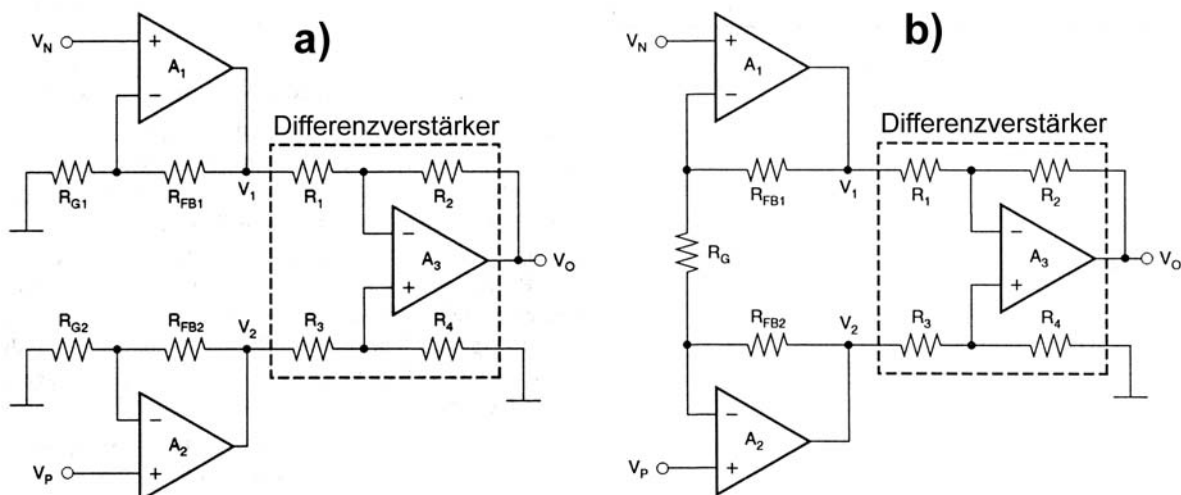 a)
V_N
+
A_1
−
Differenzverstärker
R_G1
R_FB1
V_1
R_1
R_2
−
A_3
+
V_O
R_G2
R_FB2
V_2
R_3
R_4
−
A_2
V_P
+
b)
V_N
+
A_1
−
Differenzverstärker
R_FB1
V_1
R_1
R_2
R_G
−
A_3
+
V_O
R_FB2
V_2
R_3
R_4
−
A_2
V_P
+